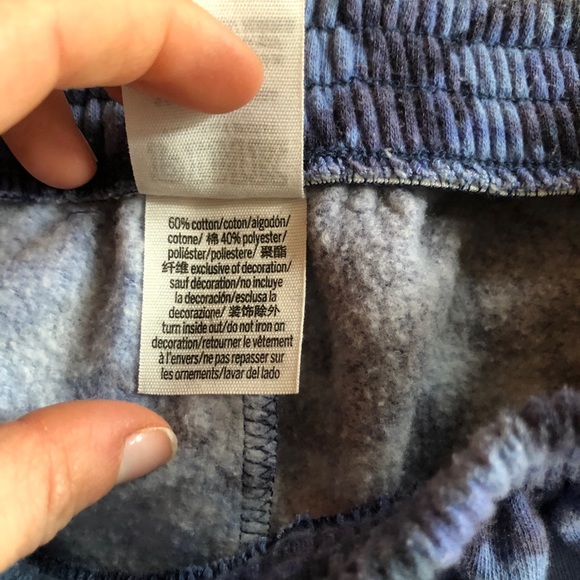 60% cotton/coton/algodón/
cotone/ 棉 40% polyester/
poliéster/poliestere/ 聚酯
纤维 exclusive of decoration/
sauf décoration/no incluye
la decoración/esclusa la
decorazione/ 装饰除外
turn inside out/do not iron on
decoration/retourner le vêtement
à l'envers/ne pas repasser sur
les ornements/lavar del lado